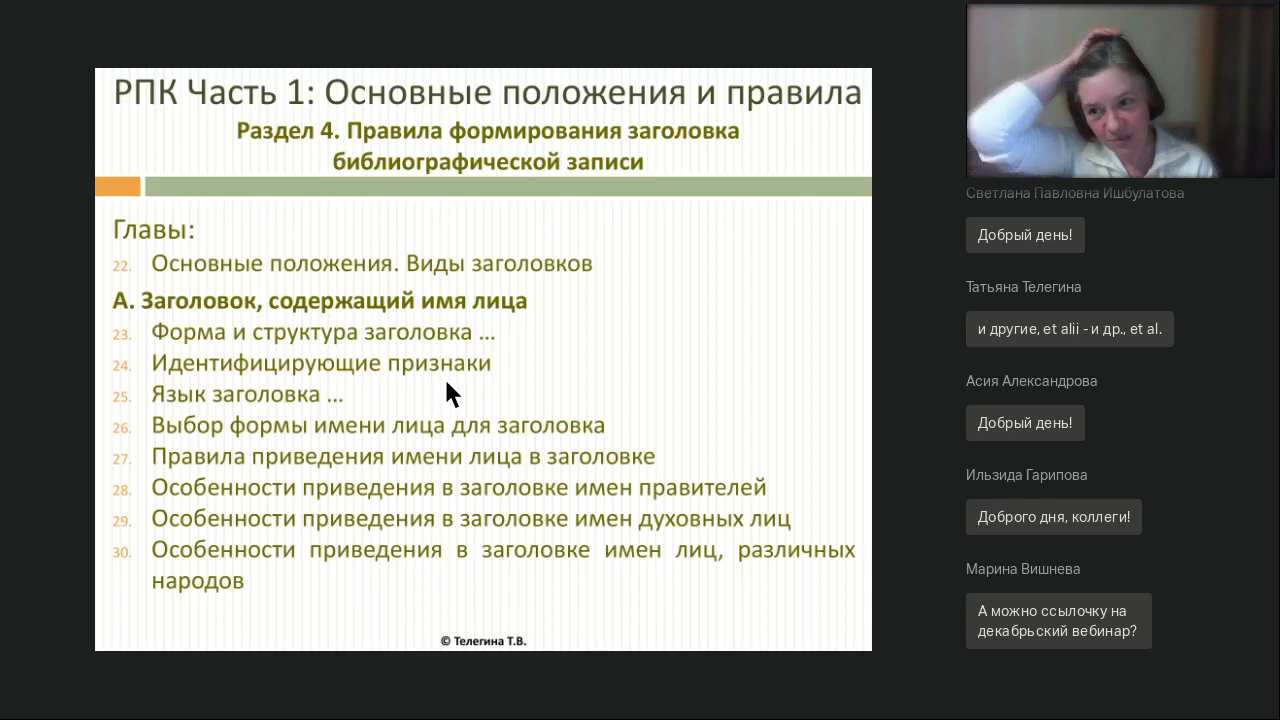 РПК Часть 1: Основные положения и правила
Раздел 4. Правила формирования заголовка
библиографической записи
Главы:
22. Основные положения. Виды заголовков
А. Заголовок, содержащий имя лица
23. Форма и структура заголовка ...
24. Идентифицирующие признаки
25. Язык заголовка ...
26. Выбор формы имени лица для заголовка
27. Правила приведения имени лица в заголовке
28. Особенности приведения в заголовке имен правителей
29. Особенности приведения в заголовке имен духовных лиц
30. Особенности приведения в заголовке имен лиц, различных
народов
© Телегина Т.В.
Светлана Павловна Ишбулатова
Добрый день!
Татьяна Телегина
и другие, et alii - и др., et al.
Асия Александрова
Добрый день!
Ильзида Гарипова
Доброго дня, коллеги!
Марина Вишнева
А можно ссылочку на
декабрьский вебинар?